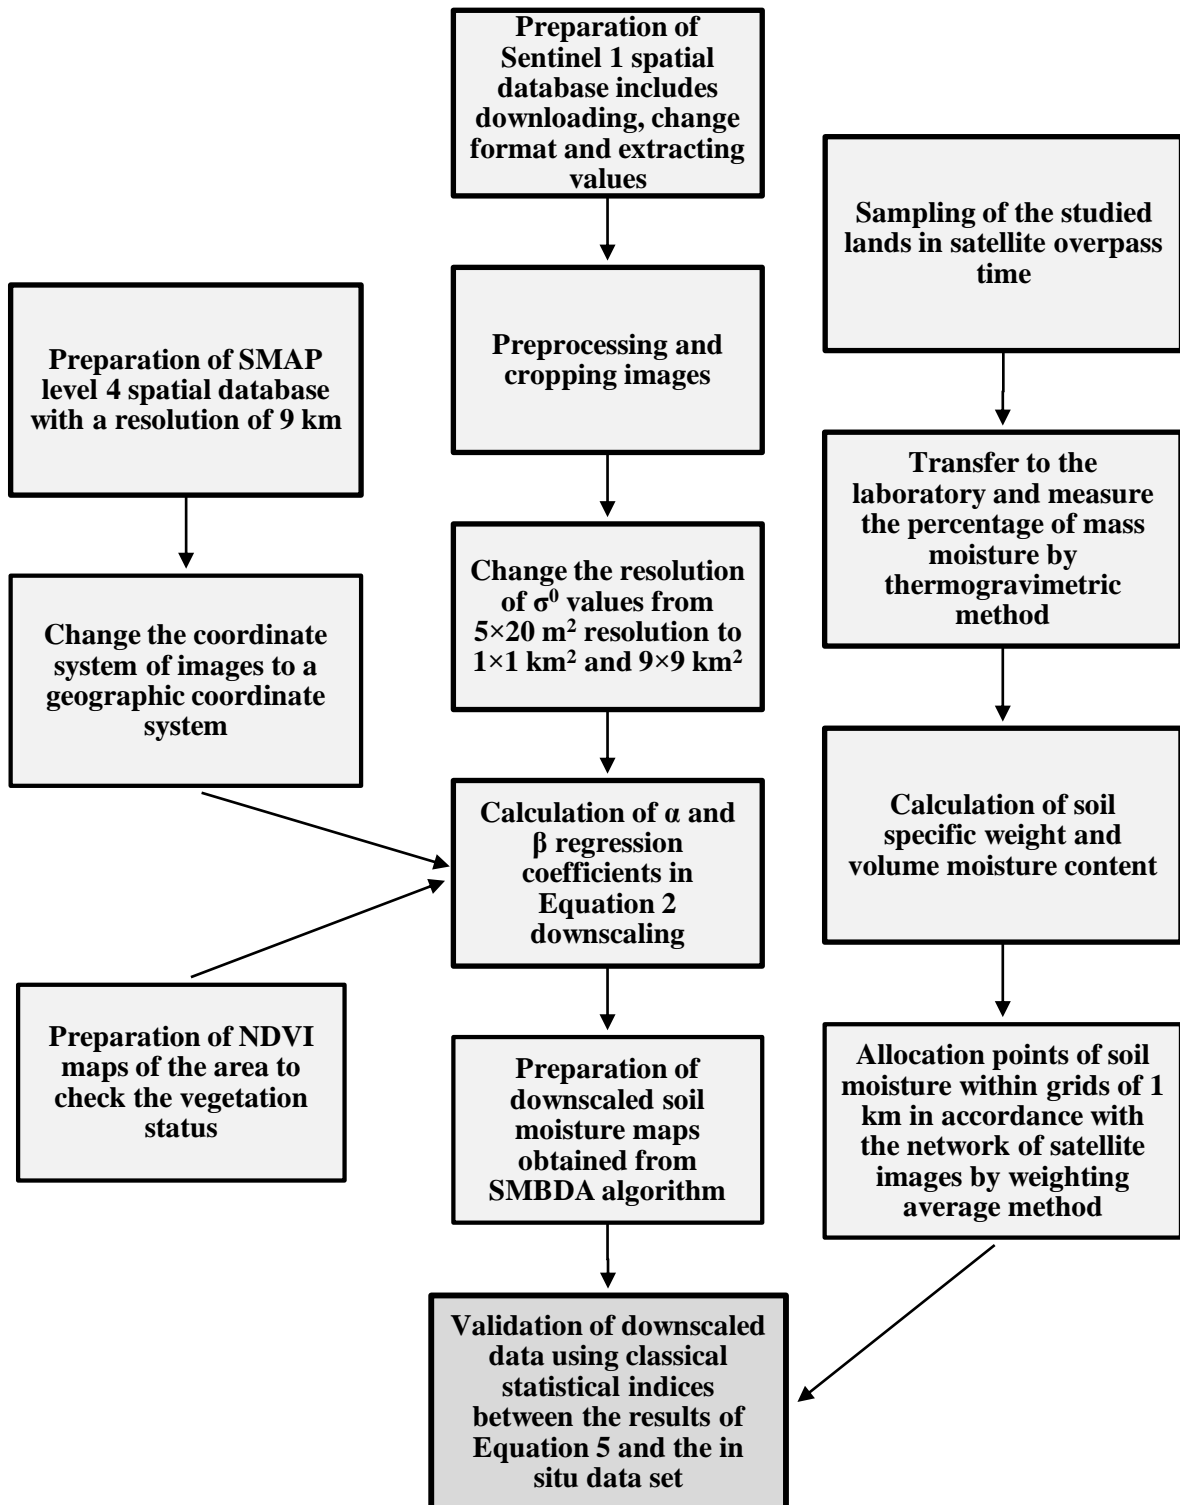 Preparation of
Sentinel 1 spatial
database includes
downloading, change
format and extracting
values
Sampling of the studied
lands in satellite overpass
time
Preprocessing and
cropping images
Preparation of SMAP
level 4 spatial database
with a resolution of 9 km
Transfer to the
laboratory and measure
the percentage of mass
moisture by
thermogravimetric
method
Change the resolution
of σ⁰ values from
5×20 m² resolution to
1×1 km² and 9×9 km²
Change the coordinate
system of images to a
geographic coordinate
system
Calculation of α and
β regression
coefficients in
Equation 2
downscaling
Calculation of soil
specific weight and
volume moisture content
Preparation of NDVI
maps of the area to
check the vegetation
status
Preparation of
downscaled soil
moisture maps
obtained from
SMBDA algorithm
Allocation points of soil
moisture within grids of 1
km in accordance with
the network of satellite
images by weighting
average method
Validation of downscaled
data using classical
statistical indices
between the results of
Equation 5 and the in
situ data set